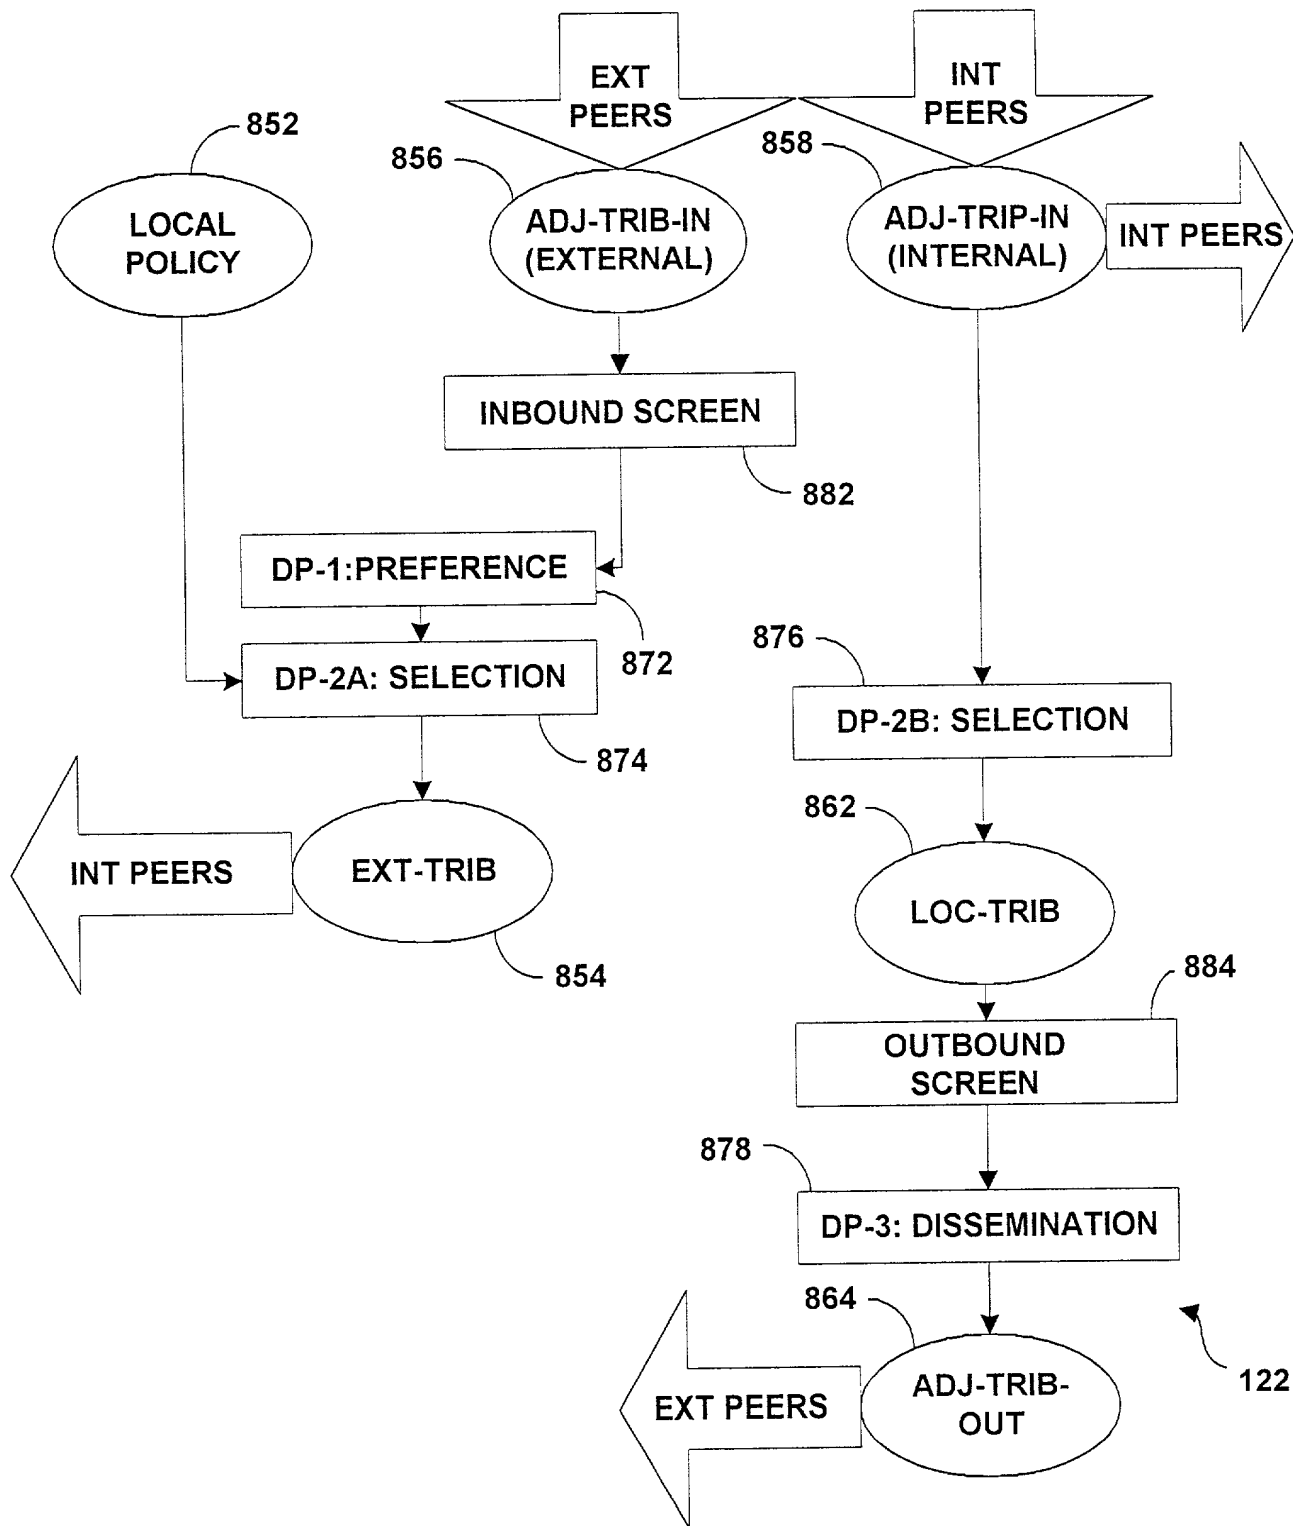 EXT
PEERS
INT
PEERS
852
856
858
LOCAL
POLICY
ADJ-TRIB-IN
(EXTERNAL)
ADJ-TRIP-IN
(INTERNAL)
INT PEERS
INBOUND SCREEN
882
DP-1:PREFERENCE
872
DP-2A: SELECTION
874
876
DP-2B: SELECTION
862
INT PEERS
EXT-TRIB
854
LOC-TRIB
884
OUTBOUND
SCREEN
878
DP-3: DISSEMINATION
864
122
EXT PEERS
ADJ-TRIB-
OUT